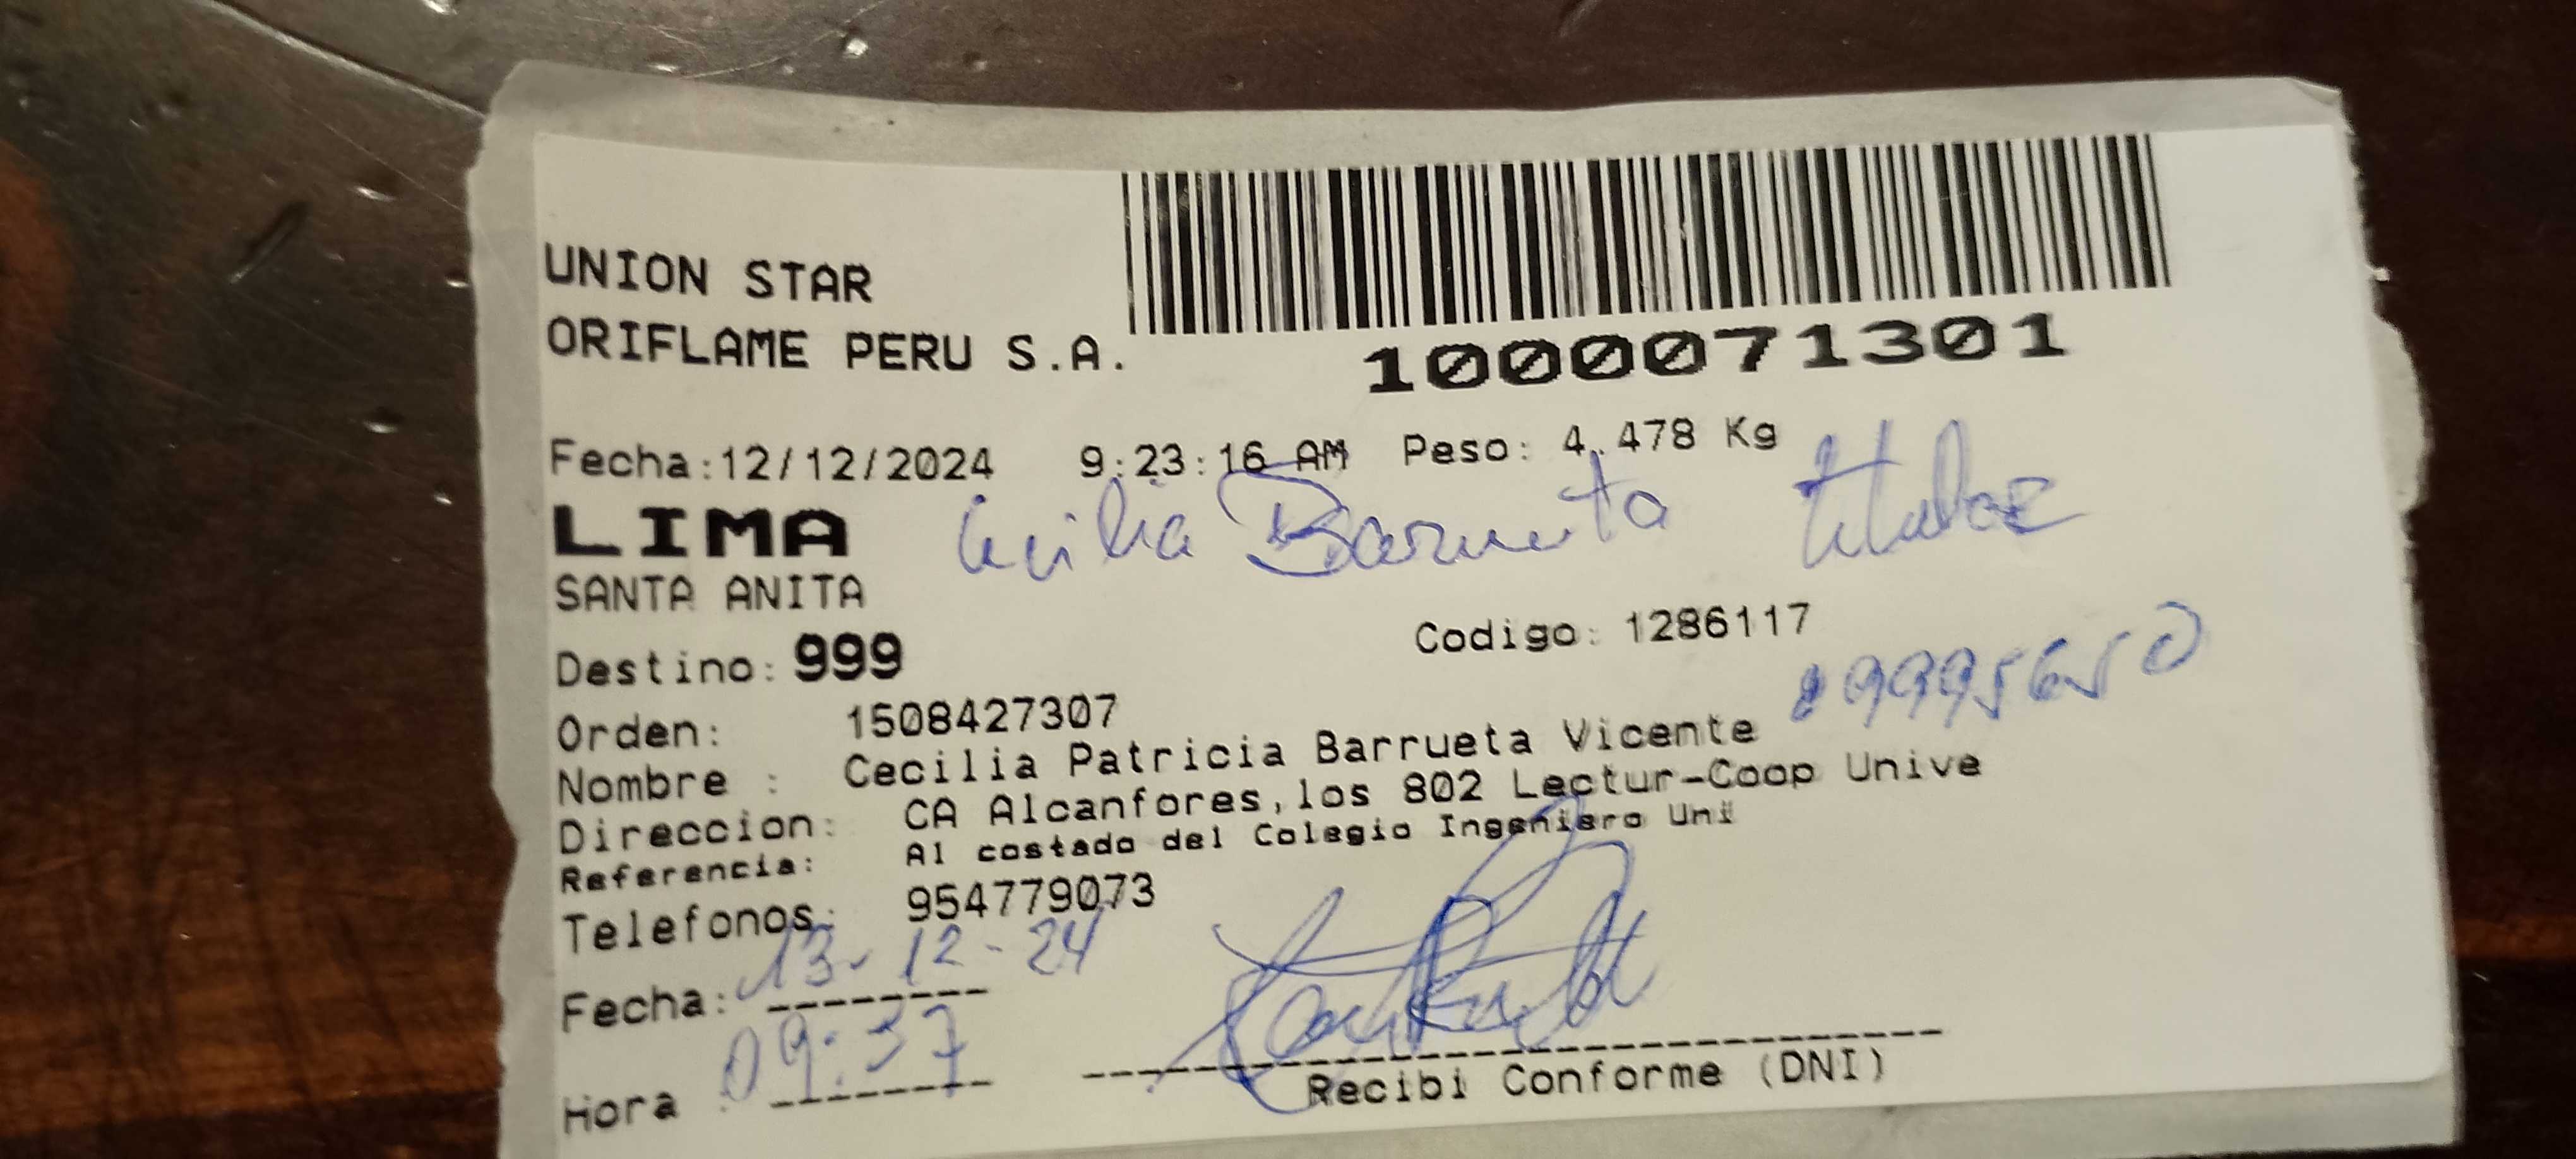 UNION STAR
ORIFLAME PERU S.A.
1000071301
Fecha:12/12/2024 9:23:16 AM Peso: 4.478 Kg
LIMA
Cecilia Barrueta titular
SANTA ANITA
Destino: 999 Codigo: 1286117
Orden: 1508427307
Nombre : Cecilia Patricia Barrueta Vicente
Direccion: CA Alcanfores,los 802 Lectur-Coop Unive
Referencia: Al costado del Colegio Ingeniero Uni
Telefonos: 954779073
Fecha: 13-12-24
Hora : 09:37
Recibi Conforme (DNI)